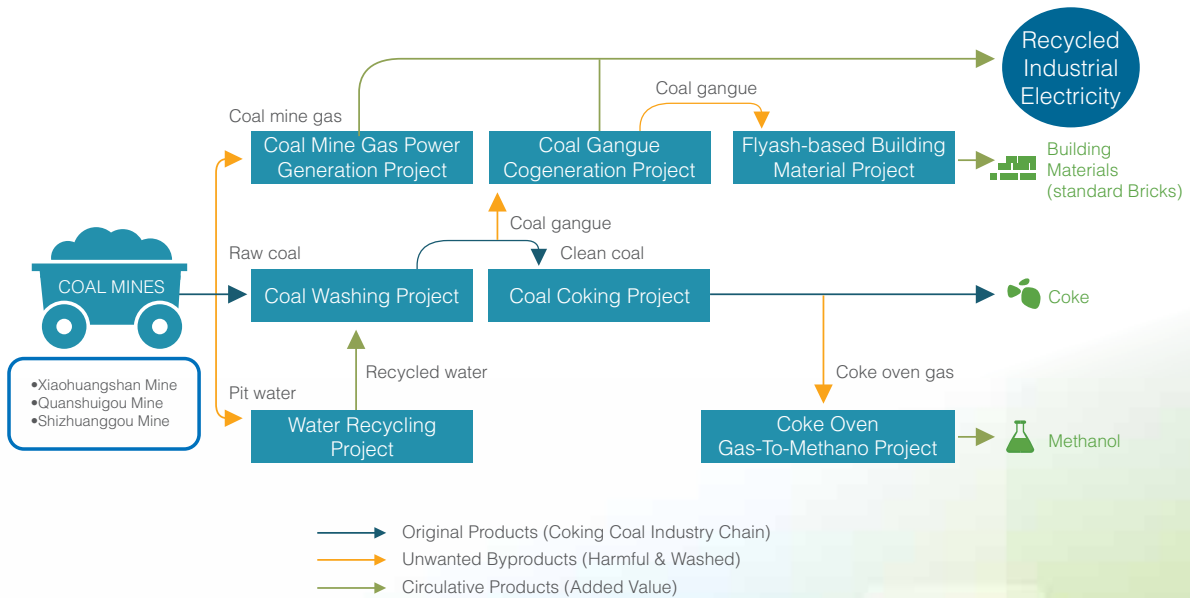 Recycled
Industrial
Electricity
Coal gangue
Coal mine gas
Coal Mine Gas Power
Generation Project
Coal Gangue
Cogeneration Project
Flyash-based Building
Material Project
Building
Materials
(standard Bricks)
Coal gangue
Raw coal
Clean coal
COAL MINES
Coal Washing Project
Coal Coking Project
Coke
•Xiaohuangshan Mine
•Quanshuigou Mine
•Shizhuanggou Mine
Recycled water
Coke oven gas
Pit water
Water Recycling
Project
Coke Oven
Gas-To-Methano Project
Methanol
Original Products (Coking Coal Industry Chain)
Unwanted Byproducts (Harmful & Washed)
Circulative Products (Added Value)